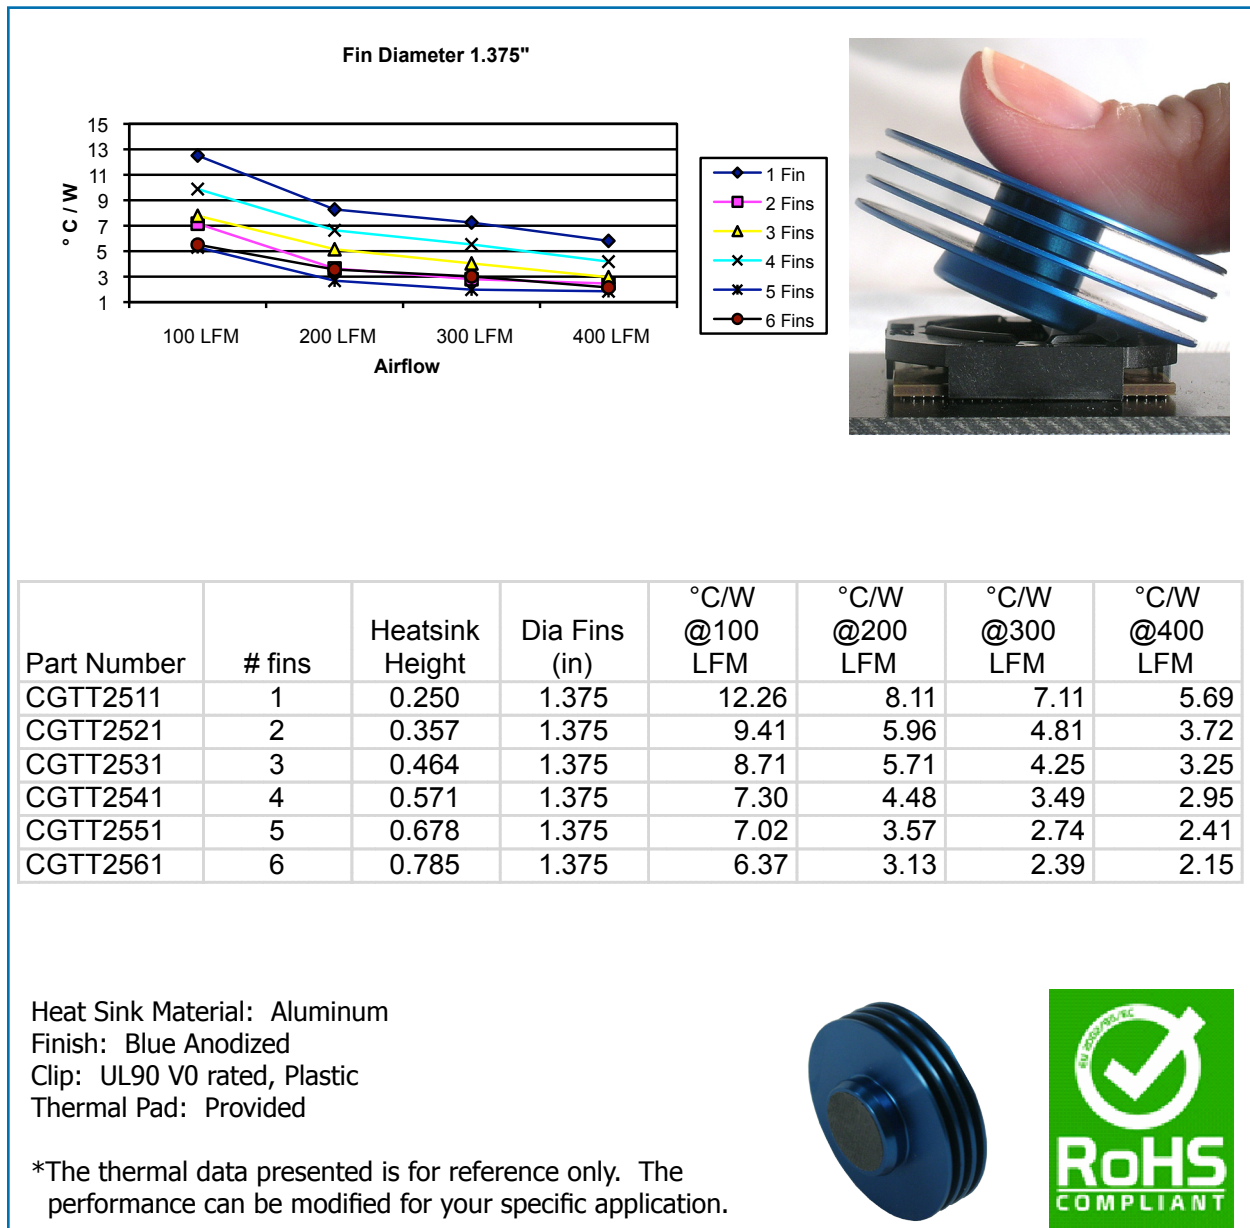 Fin Diameter 1.375"
15
13
11
9
7
5
3
1
° C / W
100 LFM 200 LFM 300 LFM 400 LFM
Airflow
1 Fin
2 Fins
3 Fins
4 Fins
5 Fins
6 Fins
Part Number # fins Heatsink Height Dia Fins (in) °C/W @100 LFM °C/W @200 LFM °C/W @300 LFM °C/W @400 LFM
CGTT2511 1 0.250 1.375 12.26 8.11 7.11 5.69
CGTT2521 2 0.357 1.375 9.41 5.96 4.81 3.72
CGTT2531 3 0.464 1.375 8.71 5.71 4.25 3.25
CGTT2541 4 0.571 1.375 7.30 4.48 3.49 2.95
CGTT2551 5 0.678 1.375 7.02 3.57 2.74 2.41
CGTT2561 6 0.785 1.375 6.37 3.13 2.39 2.15
Heat Sink Material: Aluminum
Finish: Blue Anodized
Clip: UL90 V0 rated, Plastic
Thermal Pad: Provided
*The thermal data presented is for reference only. The
performance can be modified for your specific application.
EU 2002/95/EC
RoHS
COMPLIANT